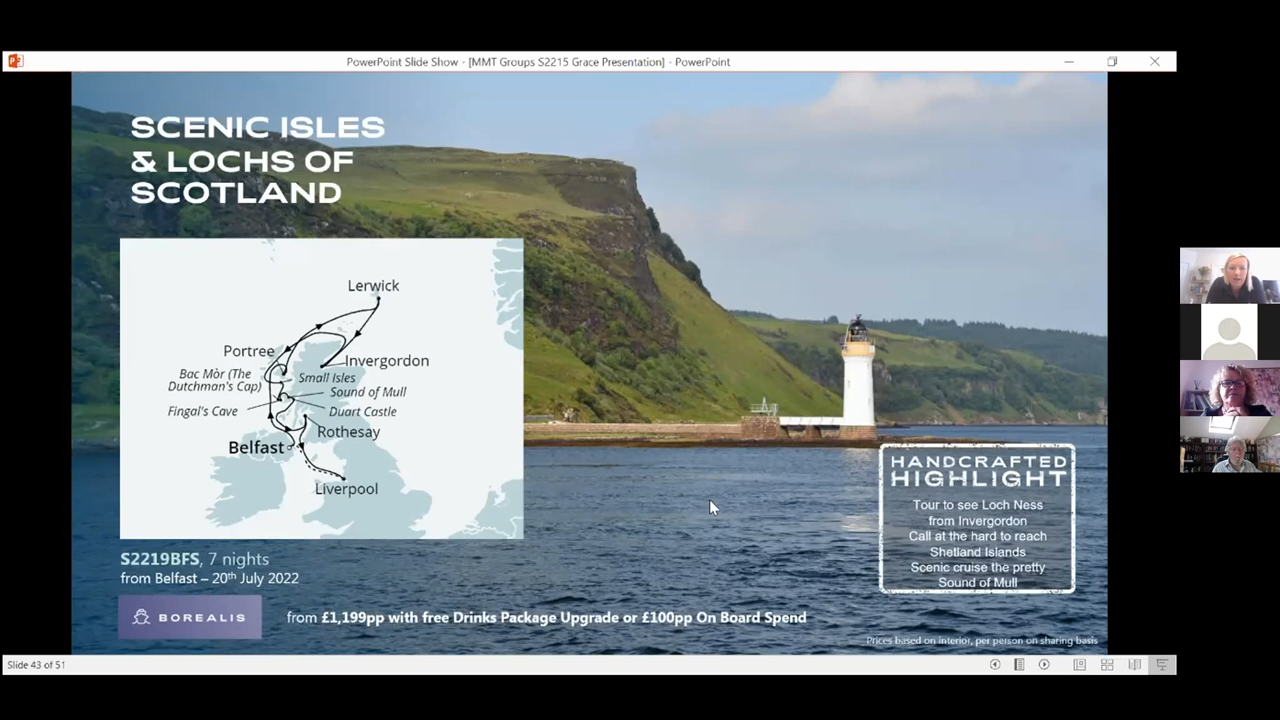 PowerPoint Slide Show - [MMT Groups S2215 Grace Presentation] - PowerPoint
SCENIC ISLES
& LOCHS OF
SCOTLAND
Lerwick
Portree
Invergordon
Bac Mòr (The
Dutchman's Cap)
Small Isles
Sound of Mull
Fingal's Cave
Duart Castle
Rothesay
Belfast
Liverpool
HANDCRAFTED
HIGHLIGHT
Tour to see Loch Ness
from Invergordon
Call at the hard to reach
Shetland Islands
Scenic cruise the pretty
Sound of Mull
S2219BFS, 7 nights
from Belfast – 20th July 2022
BOREALIS
from £1,199pp with free Drinks Package Upgrade or £100pp On Board Spend
Prices based on interior, per person on sharing basis
Slide 43 of 51